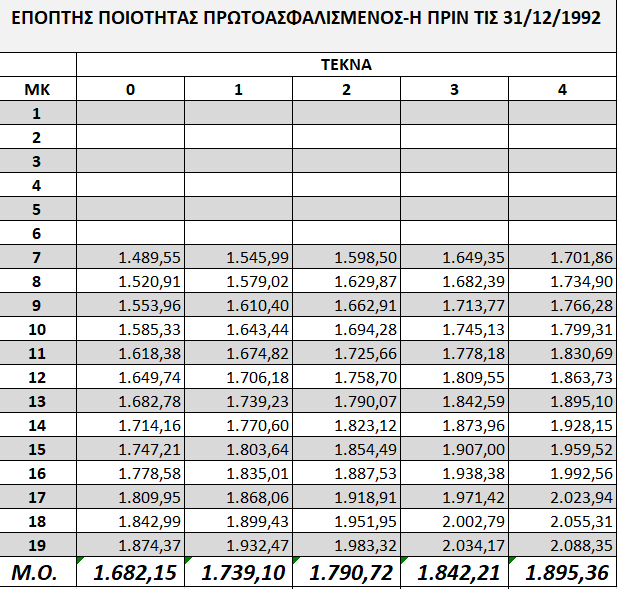 ΕΠΟΠΤΗΣ ΠΟΙΟΤΗΤΑΣ ΠΡΩΤΟΑΣΦΑΛΙΣΜΕΝΟΣ-Η ΠΡΙΝ ΤΙΣ 31/12/1992
ΤΕΚΝΑ
ΜΚ 0 1 2 3 4
1
2
3
4
5
6
7 1.489,55 1.545,99 1.598,50 1.649,35 1.701,86
8 1.520,91 1.579,02 1.629,87 1.682,39 1.734,90
9 1.553,96 1.610,40 1.662,91 1.713,77 1.766,28
10 1.585,33 1.643,44 1.694,28 1.745,13 1.799,31
11 1.618,38 1.674,82 1.725,66 1.778,18 1.830,69
12 1.649,74 1.706,18 1.758,70 1.809,55 1.863,73
13 1.682,78 1.739,23 1.790,07 1.842,59 1.895,10
14 1.714,16 1.770,60 1.823,12 1.873,96 1.928,15
15 1.747,21 1.803,64 1.854,49 1.907,00 1.959,52
16 1.778,58 1.835,01 1.887,53 1.938,38 1.992,56
17 1.809,95 1.868,06 1.918,91 1.971,42 2.023,94
18 1.842,99 1.899,43 1.951,95 2.002,79 2.055,31
19 1.874,37 1.932,47 1.983,32 2.034,17 2.088,35
Μ.Ο. 1.682,15 1.739,10 1.790,72 1.842,21 1.895,36